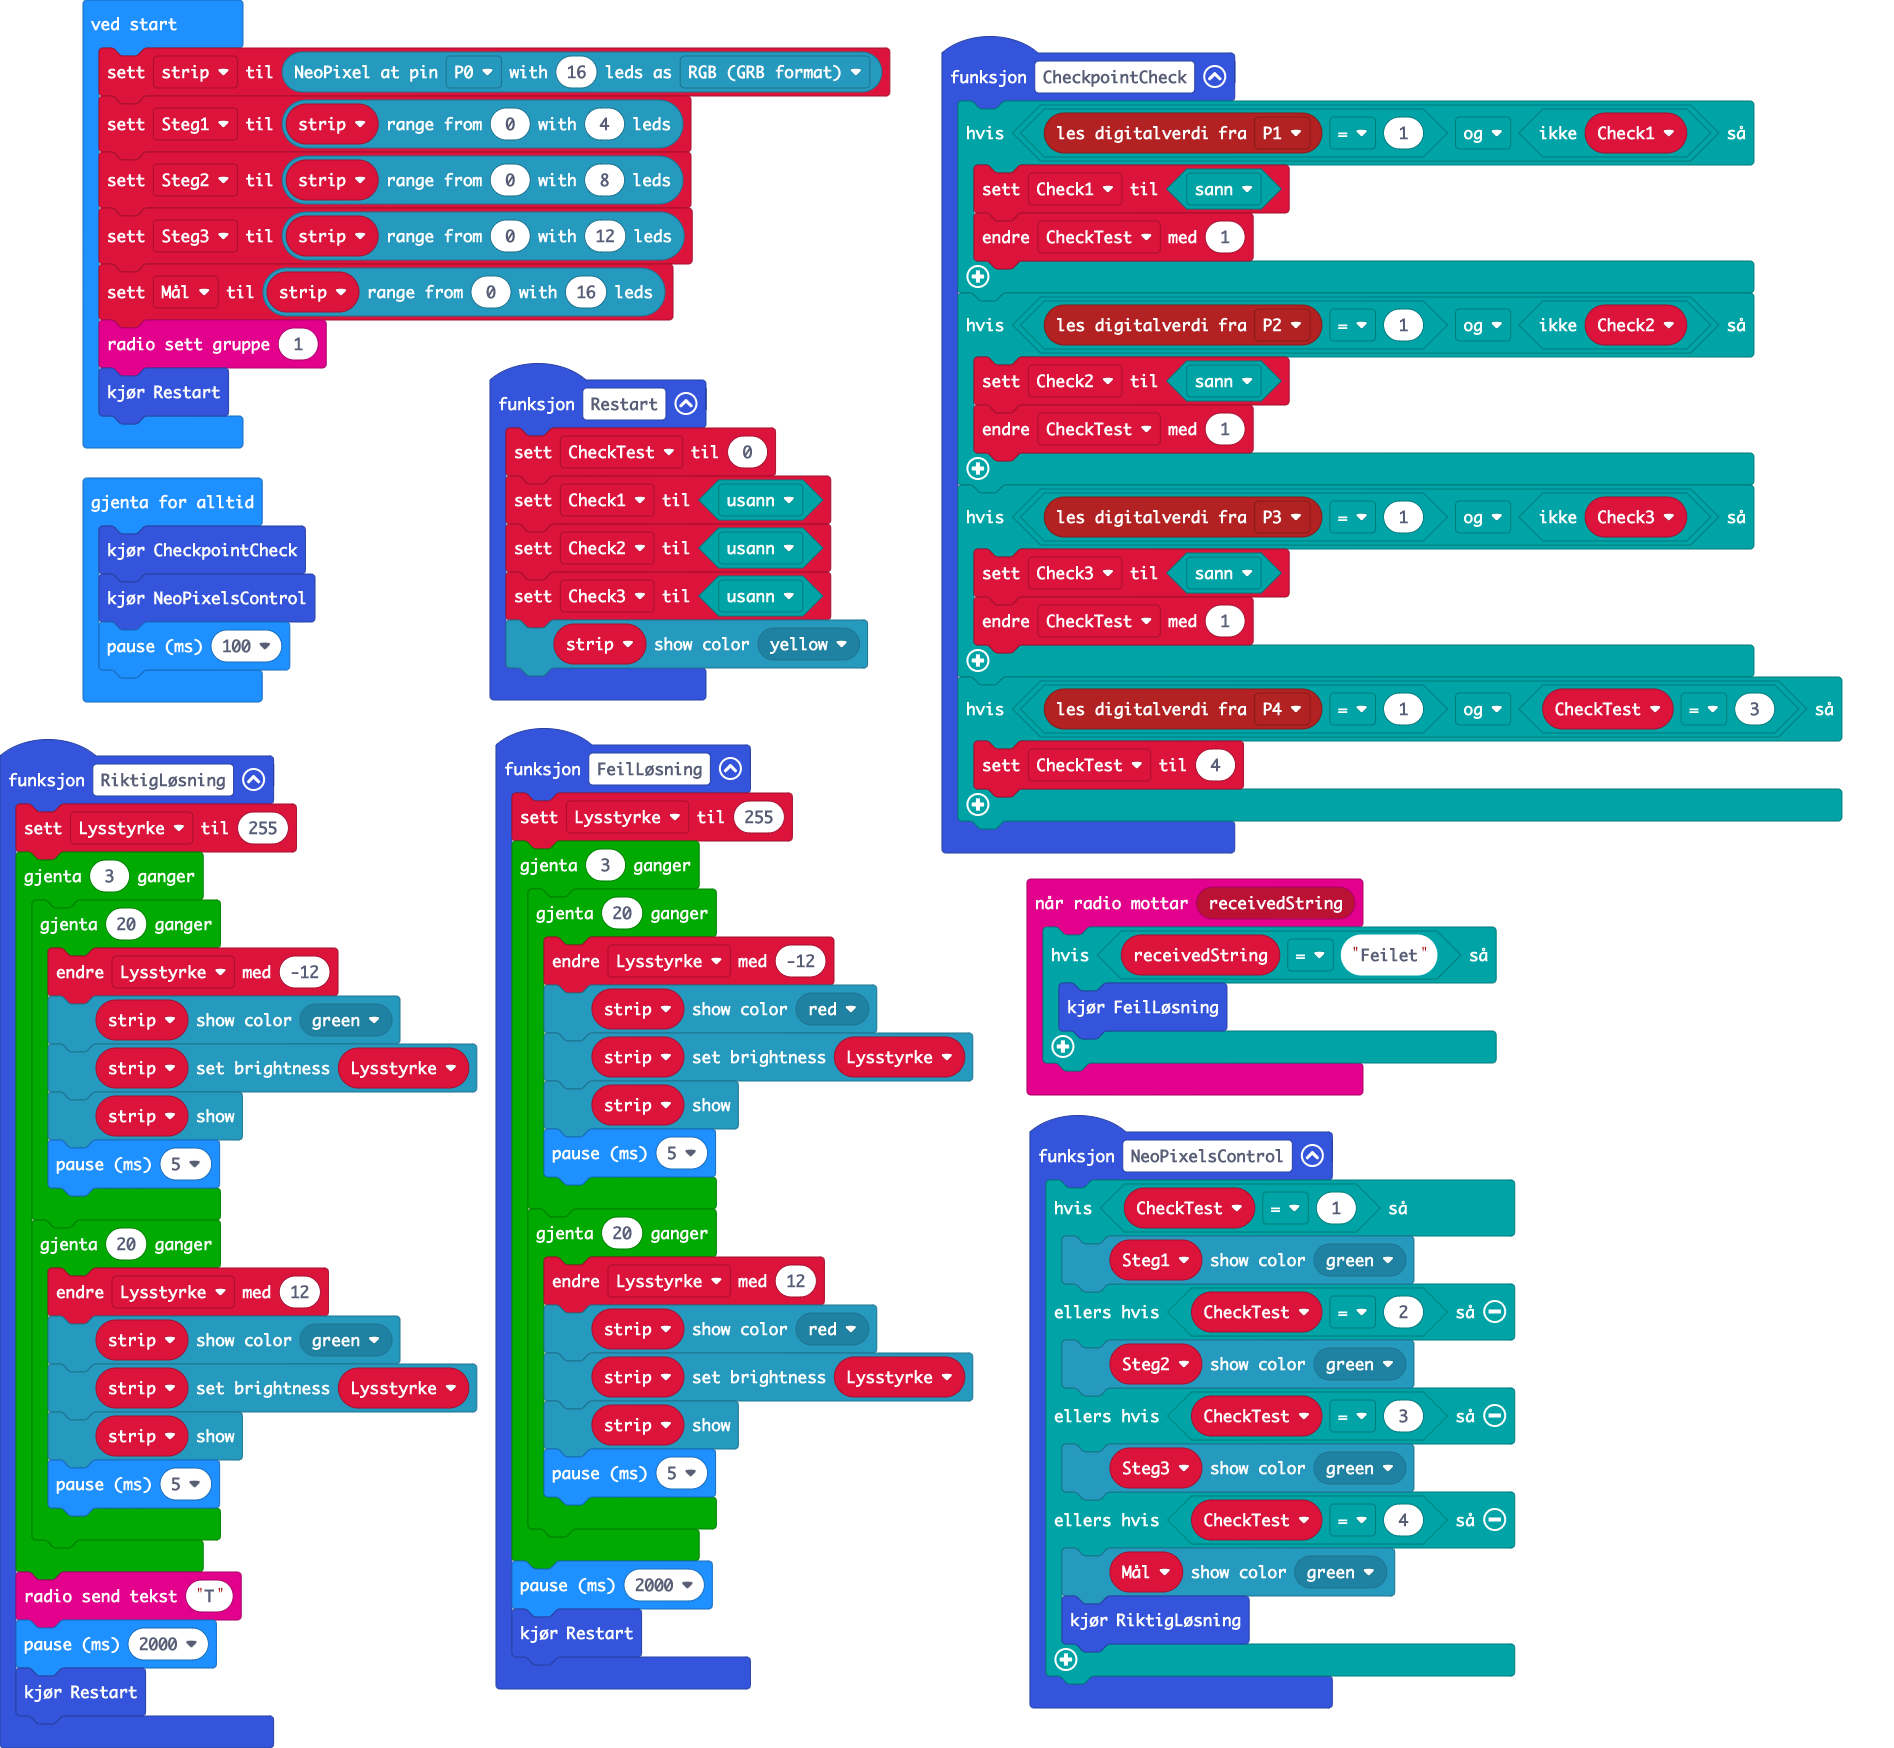 ved start
sett strip til NeoPixel at pin P0 with 16 leds as RGB (GRB format)
sett Steg1 til strip range from 0 with 4 leds
sett Steg2 til strip range from 0 with 8 leds
sett Steg3 til strip range from 0 with 12 leds
sett Mål til strip range from 0 with 16 leds
radio sett gruppe 1
kjør Restart
gjenta for alltid
kjør CheckpointCheck
kjør NeoPixelsControl
pause (ms) 100
funksjon Restart
sett CheckTest til 0
sett Check1 til usann
sett Check2 til usann
sett Check3 til usann
strip show color yellow
funksjon CheckpointCheck
hvis les digitalverdi fra P1 = 1 og ikke Check1 så
sett Check1 til sann
endre CheckTest med 1
hvis les digitalverdi fra P2 = 1 og ikke Check2 så
sett Check2 til sann
endre CheckTest med 1
hvis les digitalverdi fra P3 = 1 og ikke Check3 så
sett Check3 til sann
endre CheckTest med 1
hvis les digitalverdi fra P4 = 1 og CheckTest = 3 så
sett CheckTest til 4
funksjon RiktigLøsning
sett Lysstyrke til 255
gjenta 3 ganger
gjenta 20 ganger
endre Lysstyrke med -12
strip show color green
strip set brightness Lysstyrke
strip show
pause (ms) 5
gjenta 20 ganger
endre Lysstyrke med 12
strip show color green
strip set brightness Lysstyrke
strip show
pause (ms) 5
radio send tekst "T"
pause (ms) 2000
kjør Restart
funksjon FeilLøsning
sett Lysstyrke til 255
gjenta 3 ganger
gjenta 20 ganger
endre Lysstyrke med -12
strip show color red
strip set brightness Lysstyrke
strip show
pause (ms) 5
gjenta 20 ganger
endre Lysstyrke med 12
strip show color red
strip set brightness Lysstyrke
strip show
pause (ms) 5
pause (ms) 2000
kjør Restart
når radio mottar receivedString
hvis receivedString = "Feilet" så
kjør FeilLøsning
funksjon NeoPixelsControl
hvis CheckTest = 1 så
Steg1 show color green
ellers hvis CheckTest = 2 så
Steg2 show color green
ellers hvis CheckTest = 3 så
Steg3 show color green
ellers hvis CheckTest = 4 så
Mål show color green
kjør RiktigLøsning